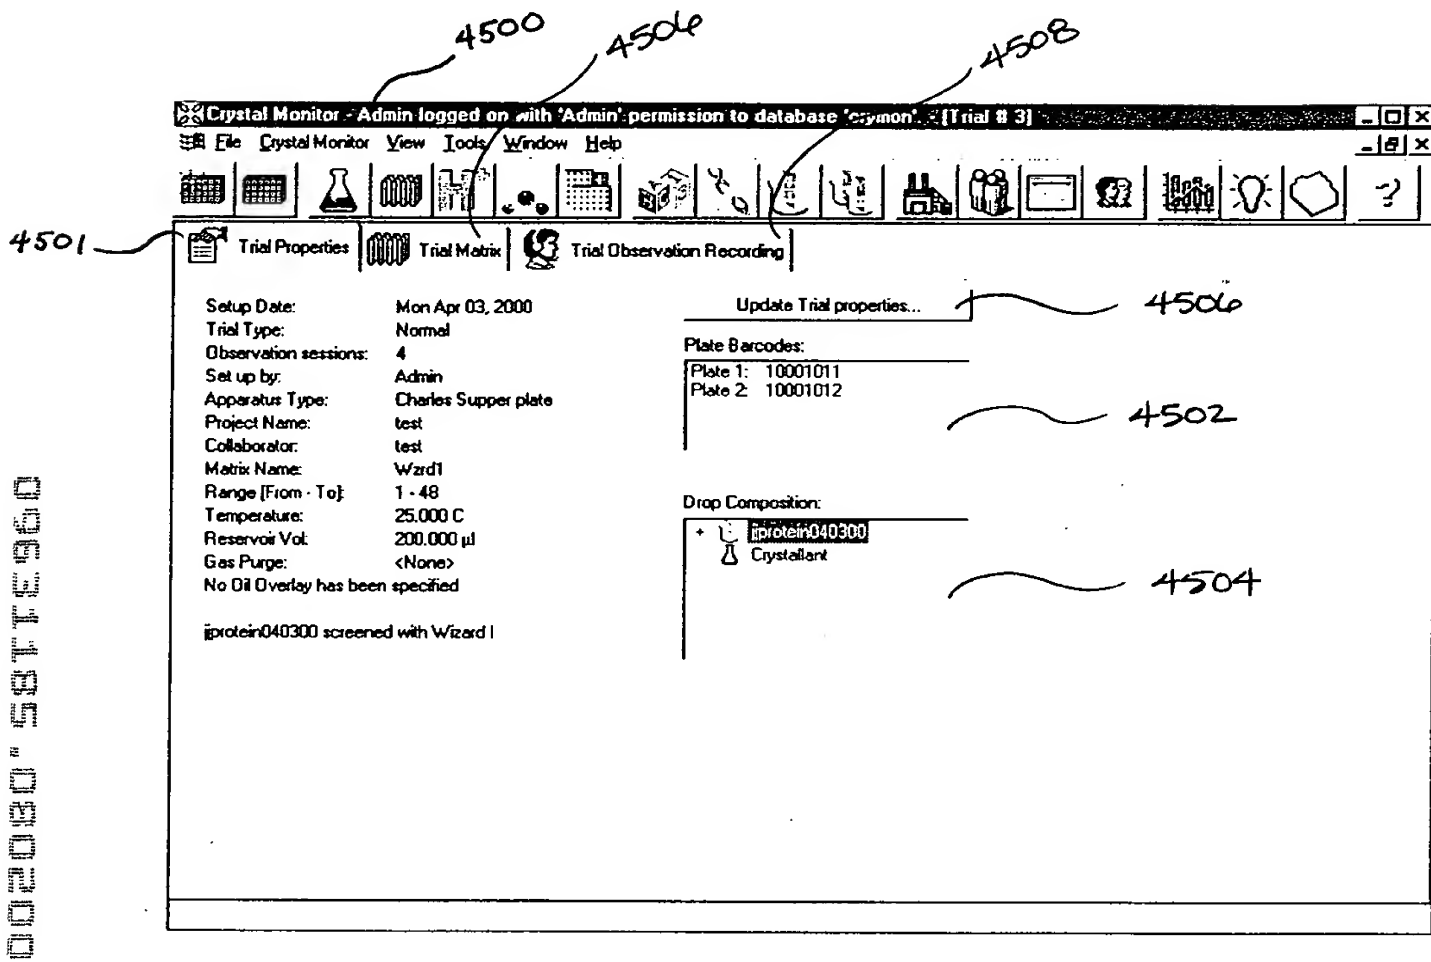 4500
4506
4508
Crystal Monitor - Admin logged on with 'Admin' permission to database 'crymon'. - [Trial # 3]
File Crystal Monitor View Tools Window Help
4501
Trial Properties Trial Matrix Trial Observation Recording
Setup Date: Mon Apr 03, 2000
Trial Type: Normal
Observation sessions: 4
Set up by: Admin
Apparatus Type: Charles Supper plate
Project Name: test
Collaborator: test
Matrix Name: Wzrd1
Range [From - To]: 1 - 48
Temperature: 25.000 C
Reservoir Vol: 200.000 µl
Gas Purge: <None>
No Oil Overlay has been specified
jjprotein040300 screened with Wizard I
Update Trial properties...
4506
Plate Barcodes:
Plate 1: 10001011
Plate 2: 10001012
4502
Drop Composition:
jjprotein040300
Crystallant
4504
09631185.080200